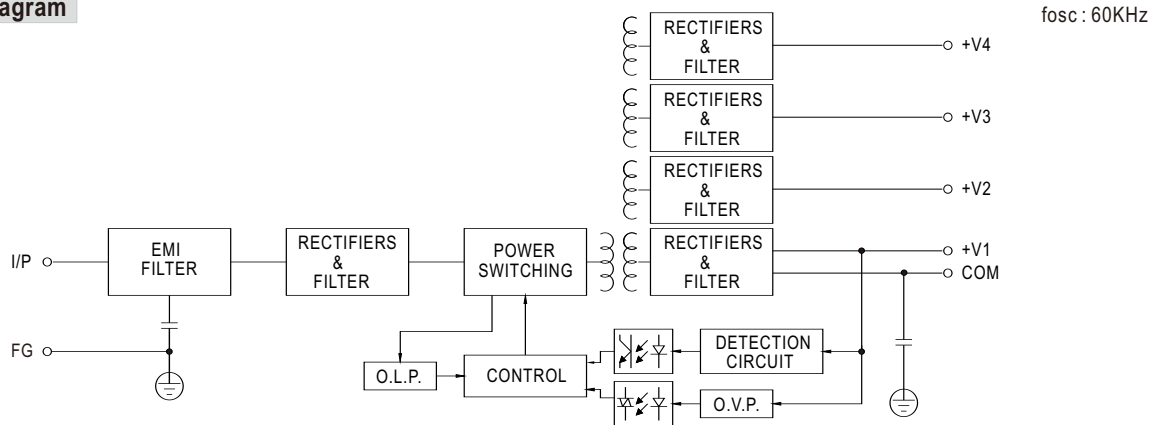 agram
fosc : 60KHz
RECTIFIERS
&
FILTER
+V4
RECTIFIERS
&
FILTER
+V3
RECTIFIERS
&
FILTER
+V2
I/P
EMI
FILTER
RECTIFIERS
&
FILTER
POWER
SWITCHING
RECTIFIERS
&
FILTER
+V1
COM
FG
O.L.P.
CONTROL
DETECTION
CIRCUIT
O.V.P.